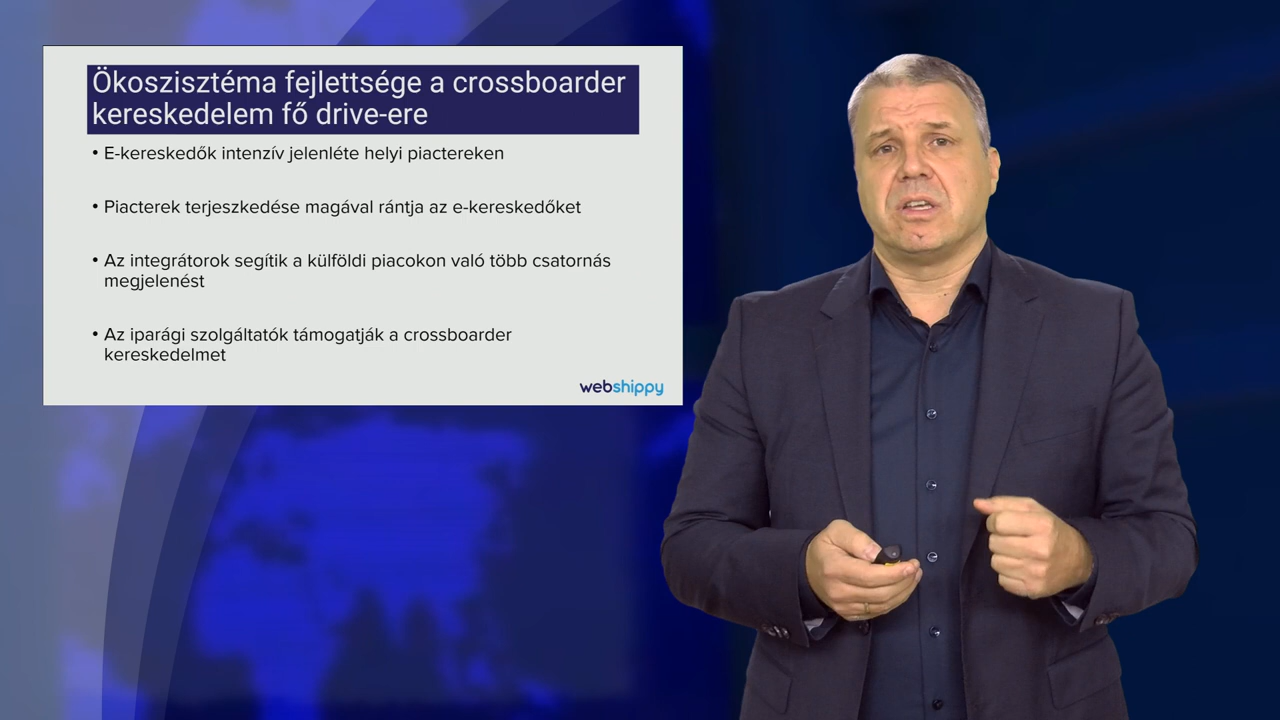 Ökoszisztéma fejlettsége a crossboarder
kereskedelem fő drive-ere
• E-kereskedők intenzív jelenléte helyi piactereken
• Piacterek terjeszkedése magával rántja az e-kereskedőket
• Az integrátorok segítik a külföldi piacokon való több csatornás
megjelenést
• Az iparági szolgáltatók támogatják a crossboarder
kereskedelmet
webshippy